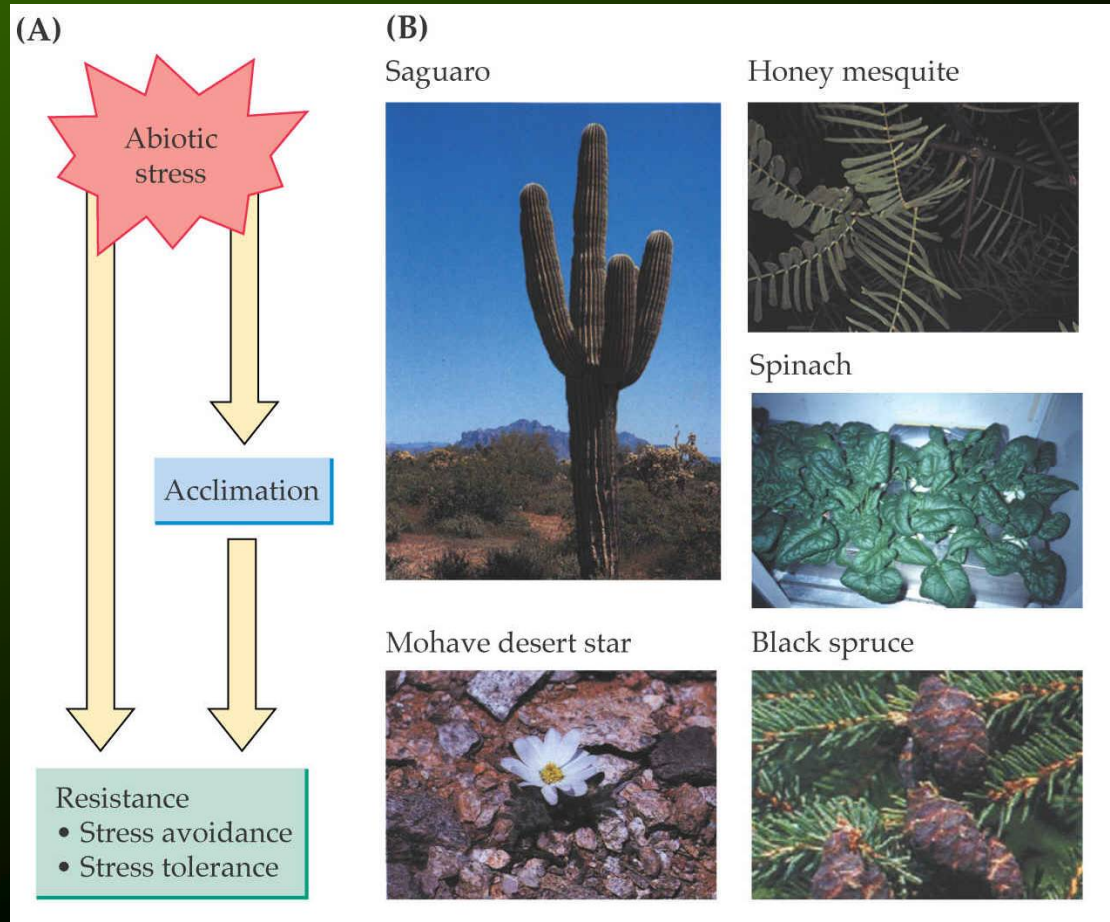 (A)
Abiotic
stress
Acclimation
Resistance
• Stress avoidance
• Stress tolerance
(B)
Saguaro
Honey mesquite
Spinach
Mohave desert star
Black spruce